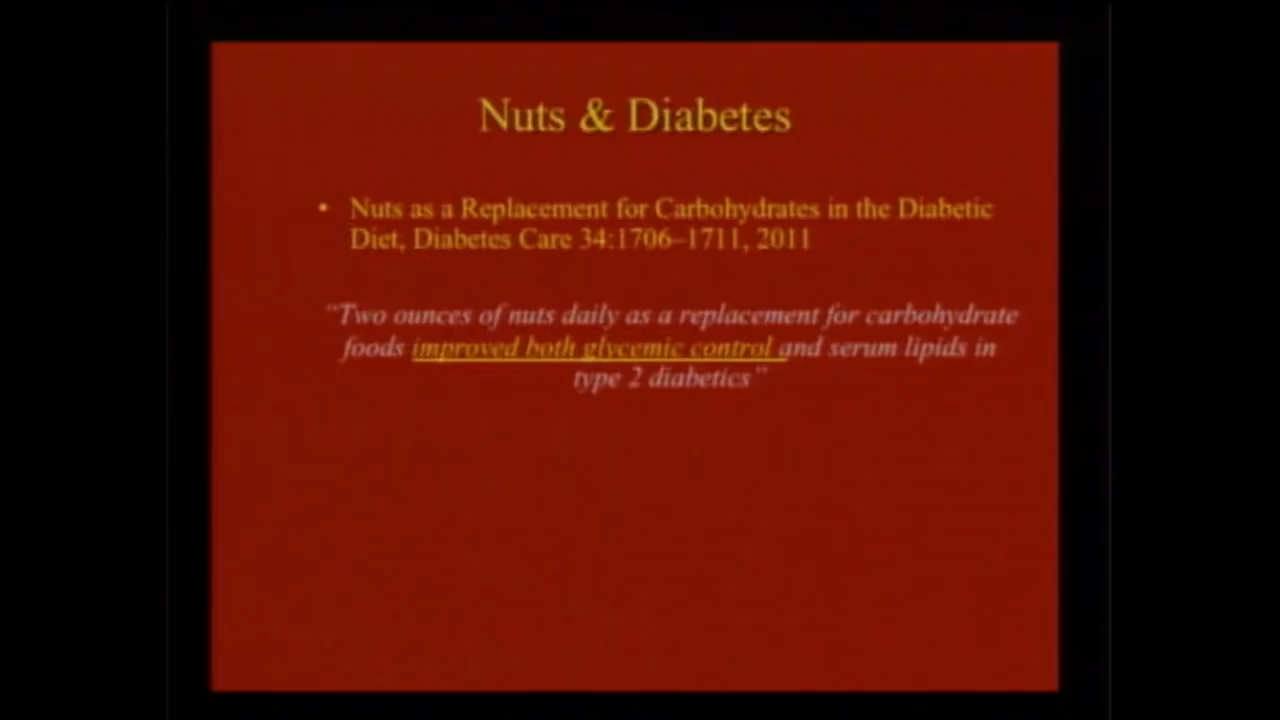 Nuts & Diabetes
• Nuts as a Replacement for Carbohydrates in the Diabetic
Diet, Diabetes Care 34:1706–1711, 2011
"Two ounces of nuts daily as a replacement for carbohydrate
foods improved both glycemic control and serum lipids in
type 2 diabetics"